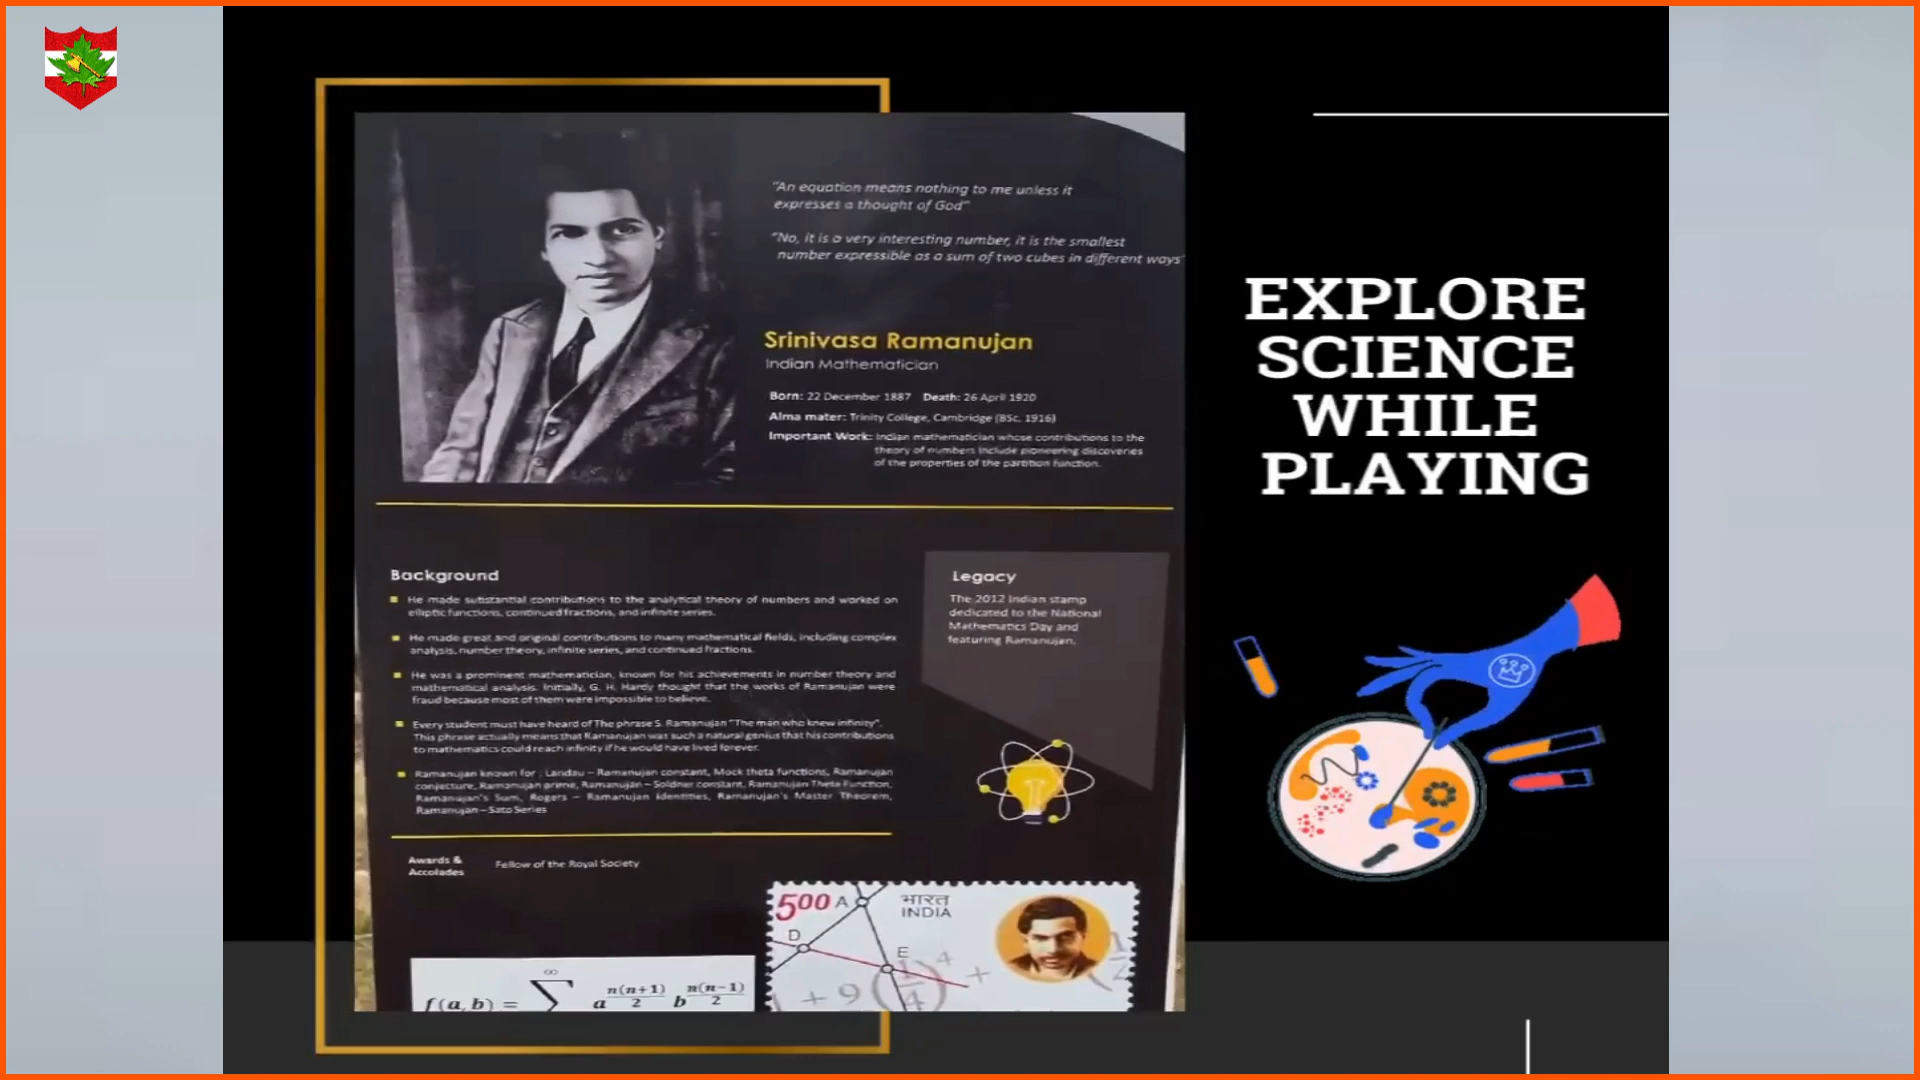 "An equation means nothing to me unless it
expresses a thought of God"
"No, it is a very interesting number, it is the smallest
number expressible as a sum of two cubes in different ways"
Srinivasa Ramanujan
Indian Mathematician
Born: 22 December 1887 Death: 26 April 1920
Alma mater: Trinity College, Cambridge (BSc, 1916)
Important Work: Indian mathematician whose contributions to the
theory of numbers include pioneering discoveries
of the properties of the partition function.
EXPLORE
SCIENCE
WHILE
PLAYING
Background
He made substantial contributions to the analytical theory of numbers and worked on
elliptic functions, continued fractions, and infinite series.
He made great and original contributions to many mathematical fields, including complex
analysis, number theory, infinite series, and continued fractions.
He was a prominent mathematician, known for his achievements in number theory and
mathematical analysis. Initially, G. H. Hardy thought that the works of Ramanujan were
fraud because most of them were impossible to believe.
Every student must have heard of The phrase S. Ramanujan "The man who knew infinity".
This phrase actually means that Ramanujan was such a natural genius that his contributions
to mathematics could reach infinity if he would have lived forever.
Ramanujan known for : Landau – Ramanujan constant, Mock theta functions, Ramanujan
conjecture, Ramanujan prime, Ramanujan – Soldner constant, Ramanujan Theta Function,
Ramanujan's Sum, Rogers – Ramanujan Identities, Ramanujan's Master Theorem,
Ramanujan – Sato Series
Legacy
The 2012 Indian stamp
dedicated to the National
Mathematics Day and
featuring Ramanujan.
Awards &
Accolades
Fellow of the Royal Society
f(a, b) = ∑ ∞ a n(n+1)/2 b n(n−1)/2
500 A
भारत
INDIA
D
E
1 + 9 (1/4)^4 + (1/2